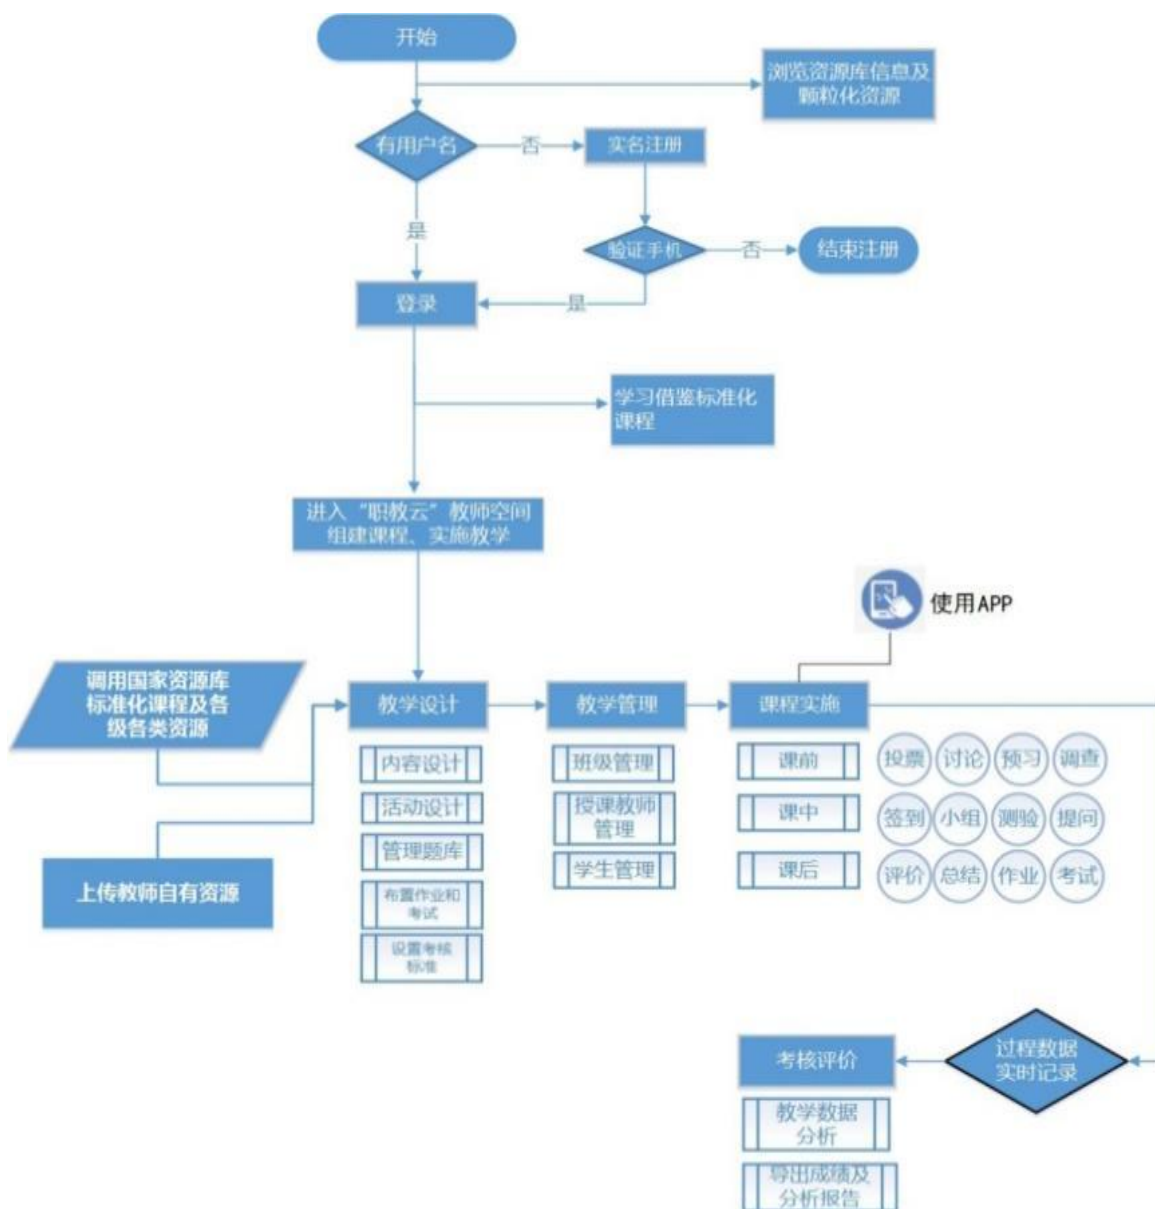 开始
浏览资源库信息及
颗粒化资源
有用户名
否
实名注册
是
验证手机
否
结束注册
登录
是
学习借鉴标准化
课程
进入“职教云”教师空间
组建课程、实施教学
使用APP
调用国家资源库
标准化课程及各
级各类资源
教学设计
教学管理
课程实施
内容设计
活动设计
管理题库
布置作业和
考试
设置考核
标准
班级管理
授课教师
管理
学生管理
课前
课中
课后
投票 讨论 预习 调查
签到 小组 测验 提问
评价 总结 作业 考试
上传教师自有资源
过程数据
实时记录
考核评价
教学数据
分析
导出成绩及
分析报告